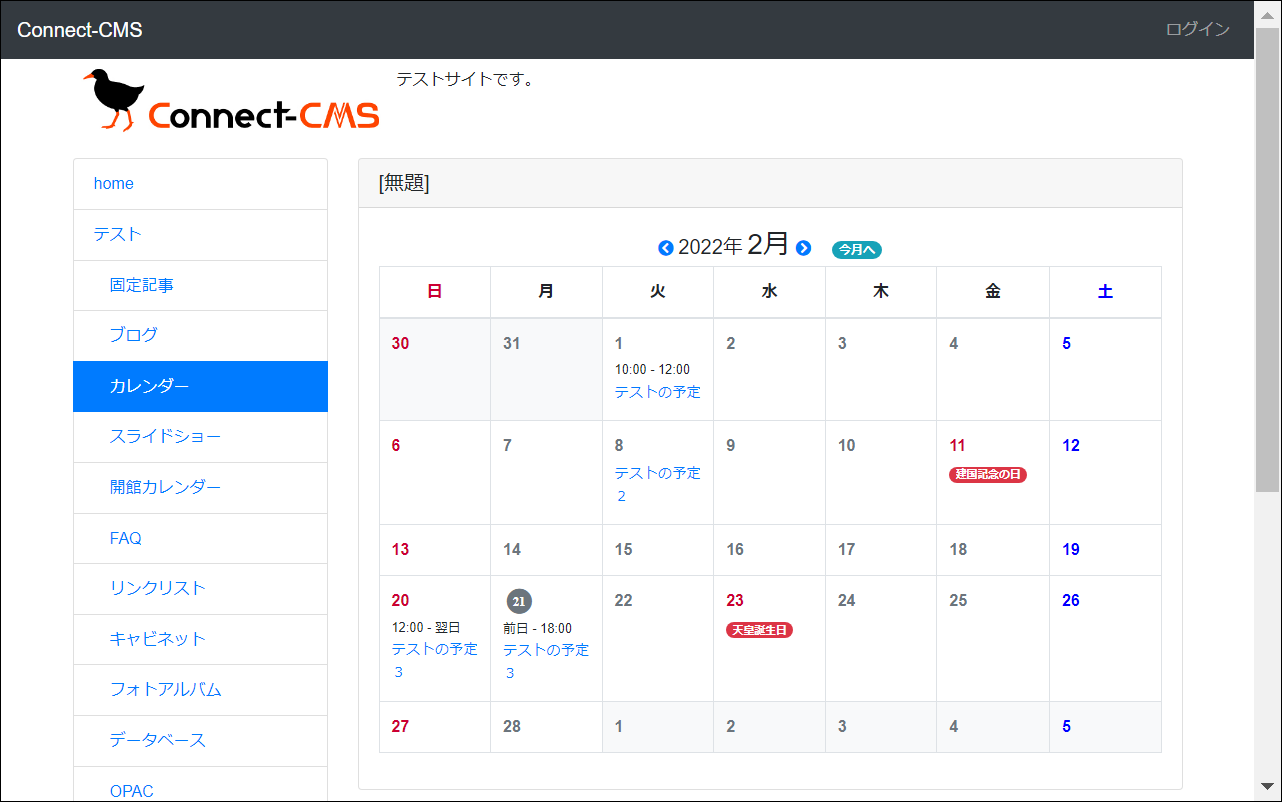 Connect-CMS
ログイン
Connect-CMS
テストサイトです。
home
テスト
固定記事
ブログ
カレンダー
スライドショー
開館カレンダー
FAQ
リンクリスト
キャビネット
フォトアルバム
データベース
OPAC
[無題]
2022年 2月 今月へ
日 月 火 水 木 金 土
30 31 1 2 3 4 5
10:00 - 12:00
テストの予定
6 7 8 9 10 11 12
テストの予定
2
建国記念の日
13 14 15 16 17 18 19
20 21 22 23 24 25 26
12:00 - 翌日
テストの予定
3
前日 - 18:00
テストの予定
3
天皇誕生日
27 28 1 2 3 4 5